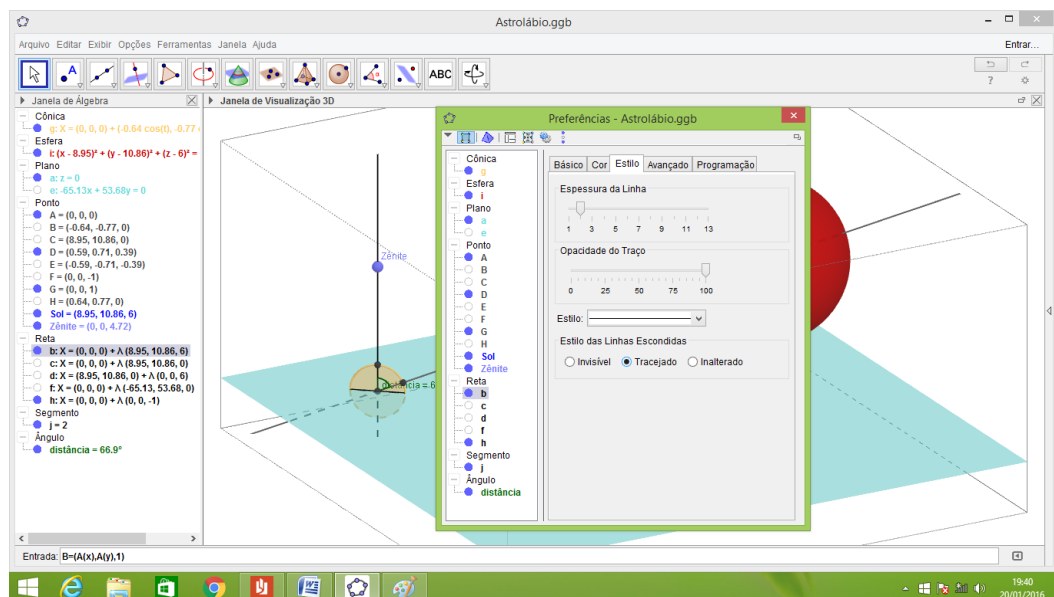 Astrolábio.ggb
Arquivo Editar Exibir Opções Ferramentas Janela Ajuda
Entrar...
A
ABC
?
Janela de Álgebra
Janela de Visualização 3D
Cônica
g: X = (0, 0, 0) + (-0.64 cos(t), -0.77
Esfera
i: (x - 8.95)² + (y - 10.86)² + (z - 6)² =
Plano
a: z = 0
e: -65.13x + 53.68y = 0
Ponto
A = (0, 0, 0)
B = (-0.64, -0.77, 0)
C = (8.95, 10.86, 0)
D = (0.59, 0.71, 0.39)
E = (-0.59, -0.71, -0.39)
F = (0, 0, -1)
G = (0, 0, 1)
H = (0.64, 0.77, 0)
Sol = (8.95, 10.86, 6)
Zênite = (0, 0, 4.72)
Reta
b: X = (0, 0, 0) + λ (8.95, 10.86, 6)
c: X = (0, 0, 0) + λ (8.95, 10.86, 0)
d: X = (8.95, 10.86, 0) + λ (0, 0, 6)
f: X = (0, 0, 0) + λ (-65.13, 53.68, 0)
h: X = (0, 0, 0) + λ (0, 0, -1)
Segmento
j = 2
Ângulo
distância = 66.9°
Zênite
distância = 6
Preferências - Astrolábio.ggb
Cônica
g
Esfera
i
Plano
a
e
Ponto
A
B
C
D
E
F
G
H
Sol
Zênite
Reta
b
c
d
f
h
Segmento
j
Ângulo
distância
Básico Cor Estilo Avançado Programação
Espessura da Linha
1 3 5 7 9 11 13
Opacidade do Traço
0 25 50 75 100
Estilo:
Estilo das Linhas Escondidas
Invisível Tracejado Inalterado
Entrada: B=(A(x),A(y),1)
19:40
20/01/2016